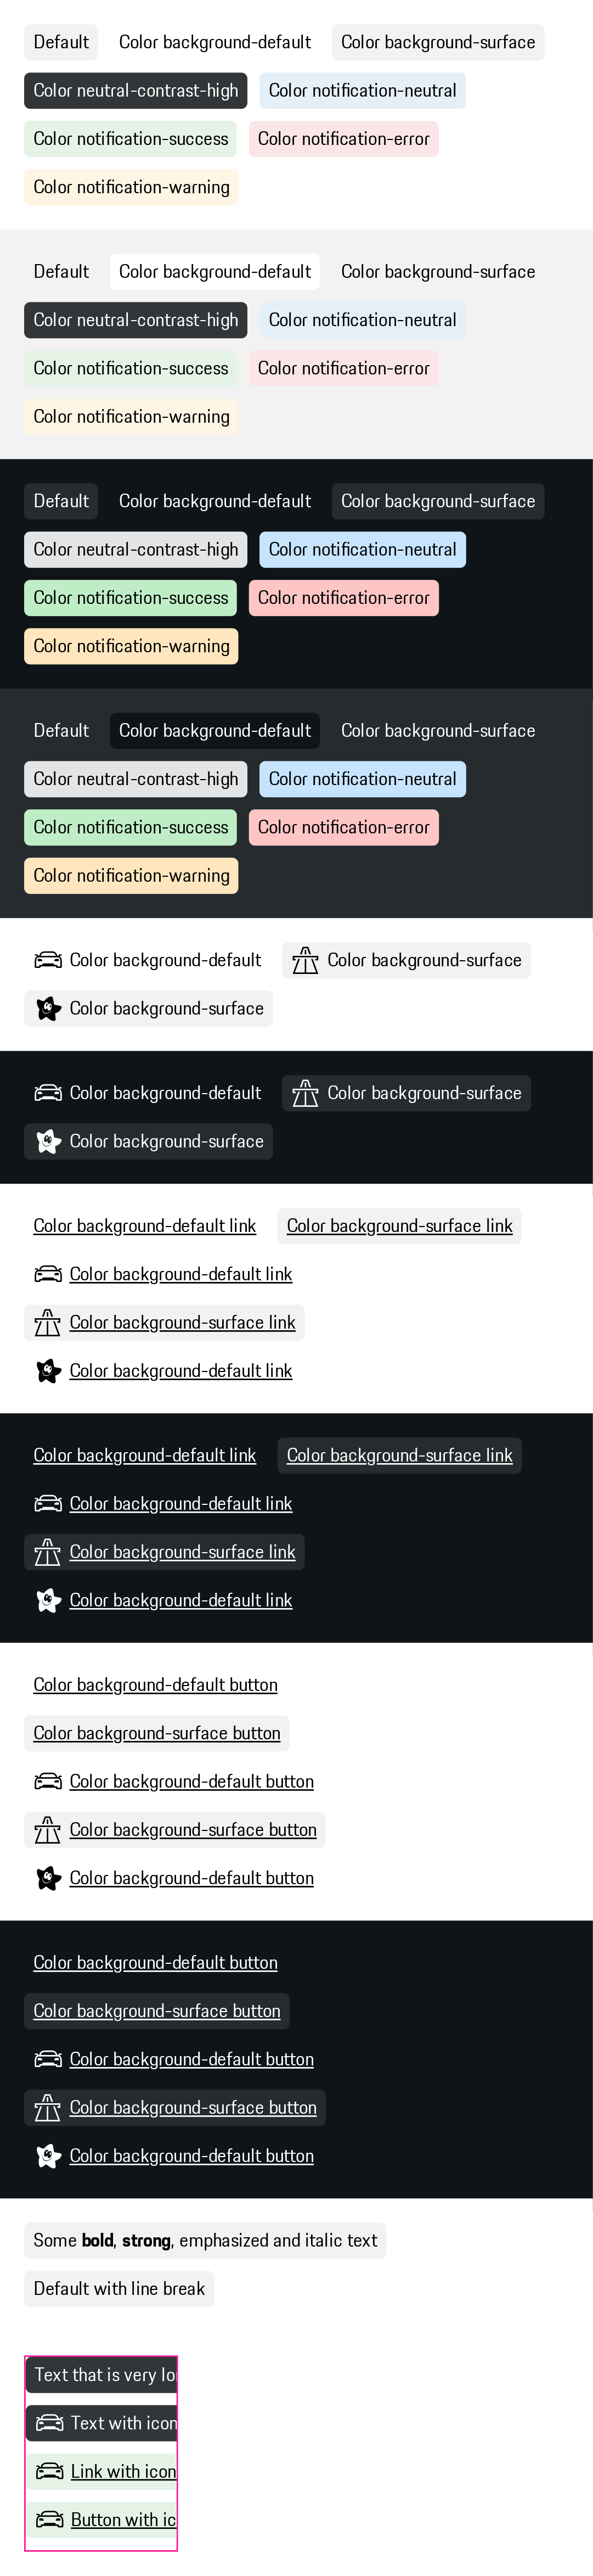 Default Color background-default Color background-surface
Color neutral-contrast-high Color notification-neutral
Color notification-success Color notification-error
Color notification-warning
Default Color background-default Color background-surface
Color neutral-contrast-high Color notification-neutral
Color notification-success Color notification-error
Color notification-warning
Default Color background-default Color background-surface
Color neutral-contrast-high Color notification-neutral
Color notification-success Color notification-error
Color notification-warning
Default Color background-default Color background-surface
Color neutral-contrast-high Color notification-neutral
Color notification-success Color notification-error
Color notification-warning
Color background-default Color background-surface
Color background-surface
Color background-default Color background-surface
Color background-surface
Color background-default link Color background-surface link
Color background-default link
Color background-surface link
Color background-default link
Color background-default link Color background-surface link
Color background-default link
Color background-surface link
Color background-default link
Color background-default button
Color background-surface button
Color background-default button
Color background-surface button
Color background-default button
Color background-default button
Color background-surface button
Color background-default button
Color background-surface button
Color background-default button
Some bold, strong, emphasized and italic text
Default with line break
Text that is very lo
Text with icon
Link with icon
Button with ic